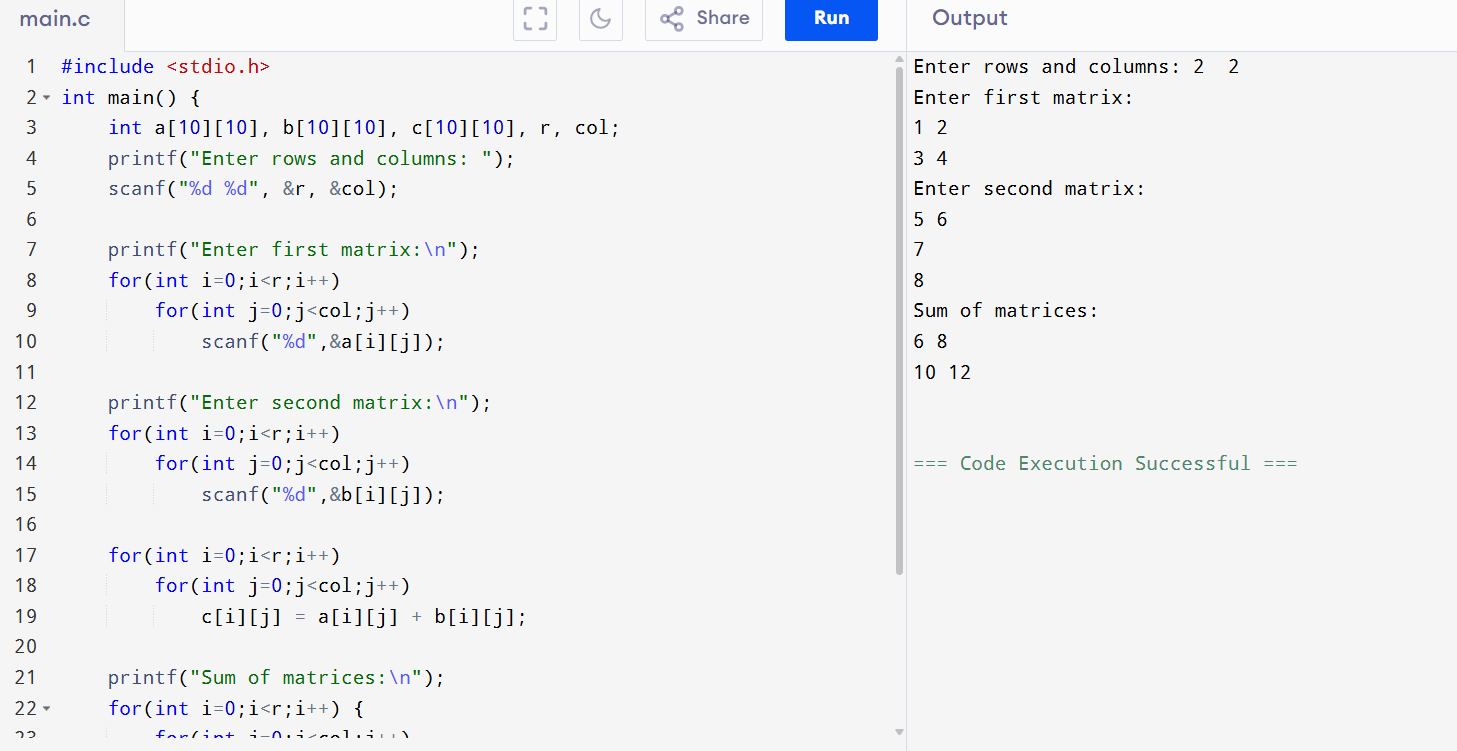 main.c
Share
Run
Output
1 #include <stdio.h>
2 int main() {
3     int a[10][10], b[10][10], c[10][10], r, col;
4     printf("Enter rows and columns: ");
5     scanf("%d %d", &r, &col);
6
7     printf("Enter first matrix:\n");
8     for(int i=0;i<r;i++)
9         for(int j=0;j<col;j++)
10             scanf("%d",&a[i][j]);
11
12     printf("Enter second matrix:\n");
13     for(int i=0;i<r;i++)
14         for(int j=0;j<col;j++)
15             scanf("%d",&b[i][j]);
16
17     for(int i=0;i<r;i++)
18         for(int j=0;j<col;j++)
19             c[i][j] = a[i][j] + b[i][j];
20
21     printf("Sum of matrices:\n");
22     for(int i=0;i<r;i++) {
23         for(int j=0;j<col;j++)
Enter rows and columns: 2  2
Enter first matrix:
1 2
3 4
Enter second matrix:
5 6
7
8
Sum of matrices:
6 8
10 12
=== Code Execution Successful ===